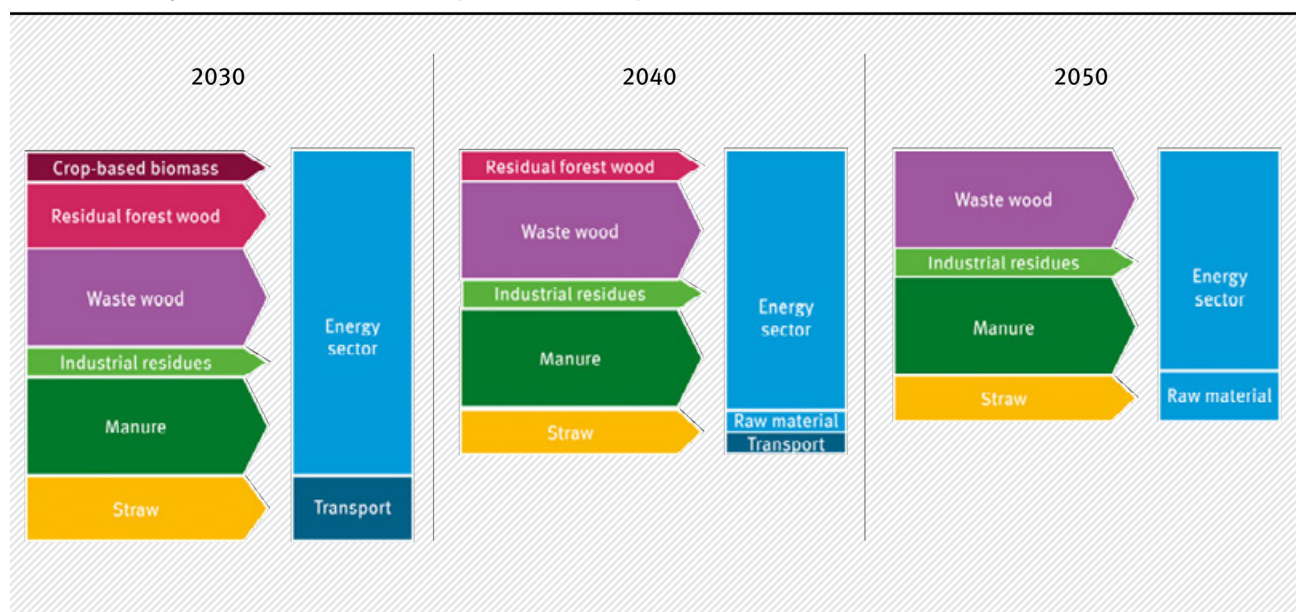 2030
Crop-based biomass
Residual forest wood
Waste wood
Industrial residues
Manure
Straw
Energy
sector
Transport
2040
Residual forest wood
Waste wood
Industrial residues
Manure
Straw
Energy
sector
Raw material
Transport
2050
Waste wood
Industrial residues
Manure
Straw
Energy
sector
Raw material